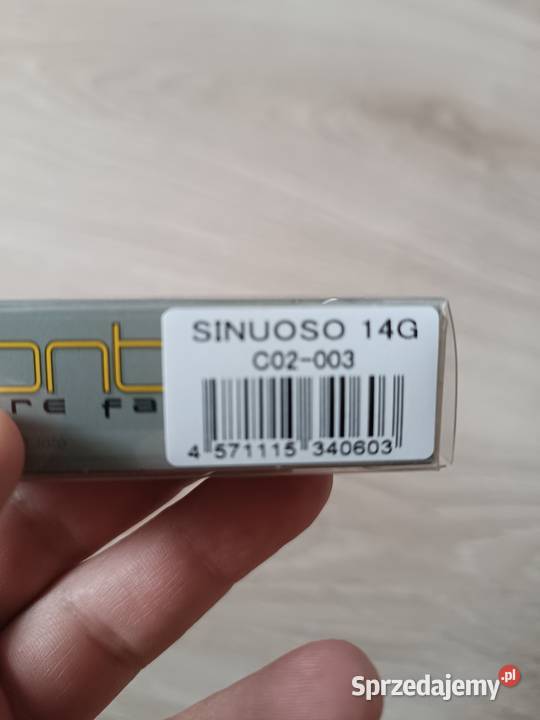 SINUOSO 14G
C02-003
4 571115 340603
Sprzedajemy.pl